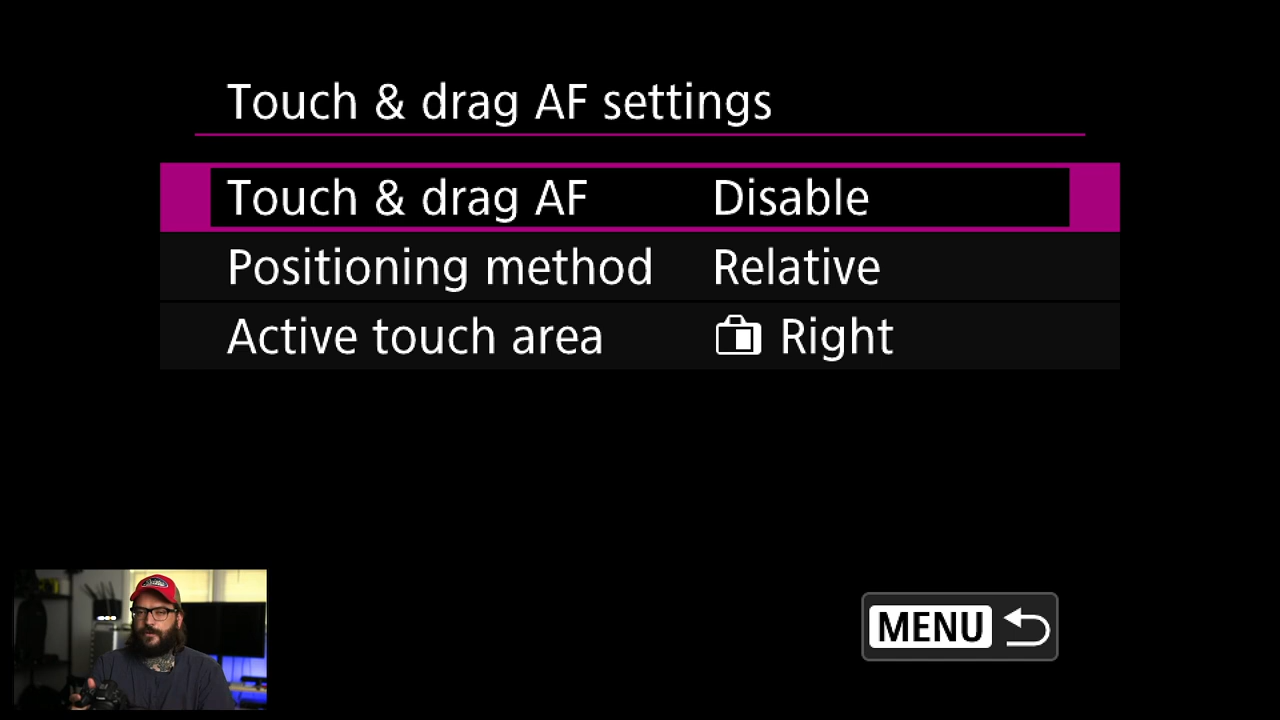 Touch & drag AF settings
Touch & drag AF Disable
Positioning method Relative
Active touch area Right
MENU